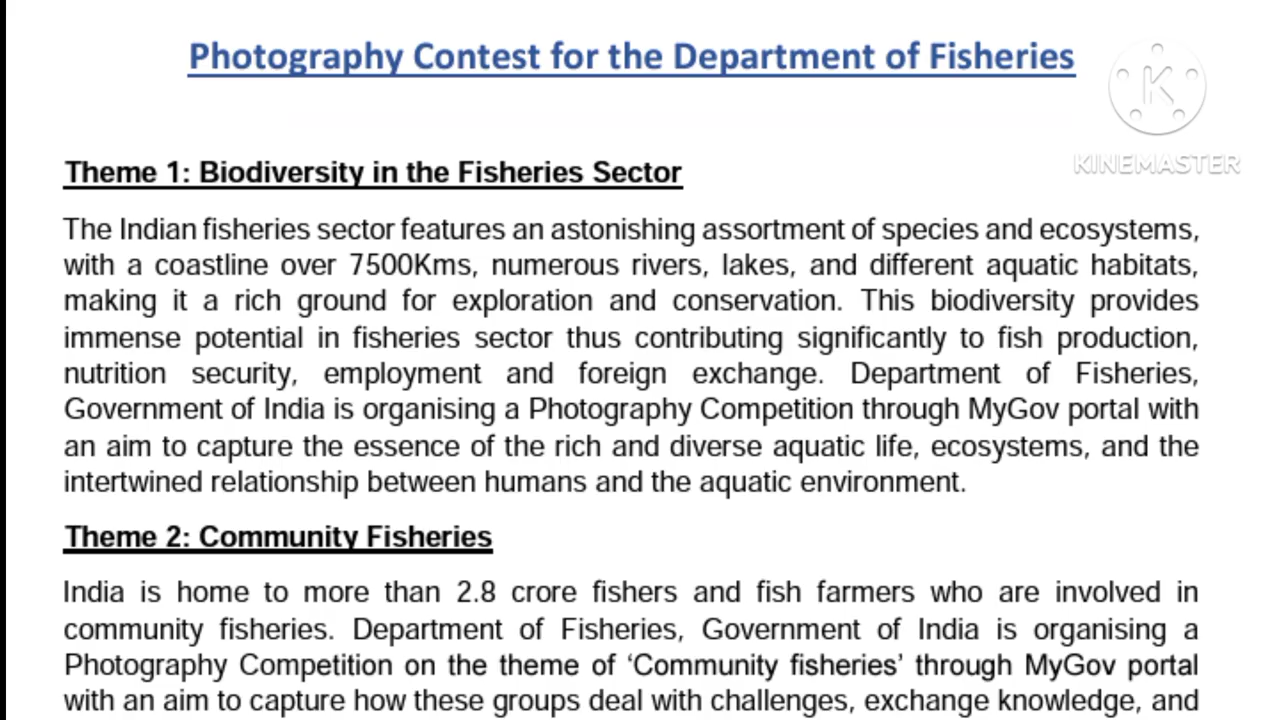 Photography Contest for the Department of Fisheries
K
KINEMASTER
Theme 1: Biodiversity in the Fisheries Sector
The Indian fisheries sector features an astonishing assortment of species and ecosystems,
with a coastline over 7500Kms, numerous rivers, lakes, and different aquatic habitats,
making it a rich ground for exploration and conservation. This biodiversity provides
immense potential in fisheries sector thus contributing significantly to fish production,
nutrition security, employment and foreign exchange. Department of Fisheries,
Government of India is organising a Photography Competition through MyGov portal with
an aim to capture the essence of the rich and diverse aquatic life, ecosystems, and the
intertwined relationship between humans and the aquatic environment.
Theme 2: Community Fisheries
India is home to more than 2.8 crore fishers and fish farmers who are involved in
community fisheries. Department of Fisheries, Government of India is organising a
Photography Competition on the theme of ‘Community fisheries’ through MyGov portal
with an aim to capture how these groups deal with challenges, exchange knowledge, and